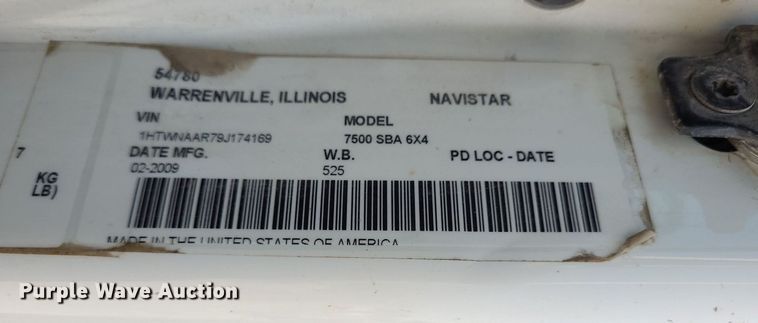 54780
WARRENVILLE, ILLINOIS NAVISTAR
VIN MODEL
1HTWNAAR79J174169 7500 SBA 6X4
DATE MFG. W.B. PD LOC - DATE
02-2009 525
7
KG
LB)
MADE IN THE UNITED STATES OF AMERICA
Purple Wave Auction